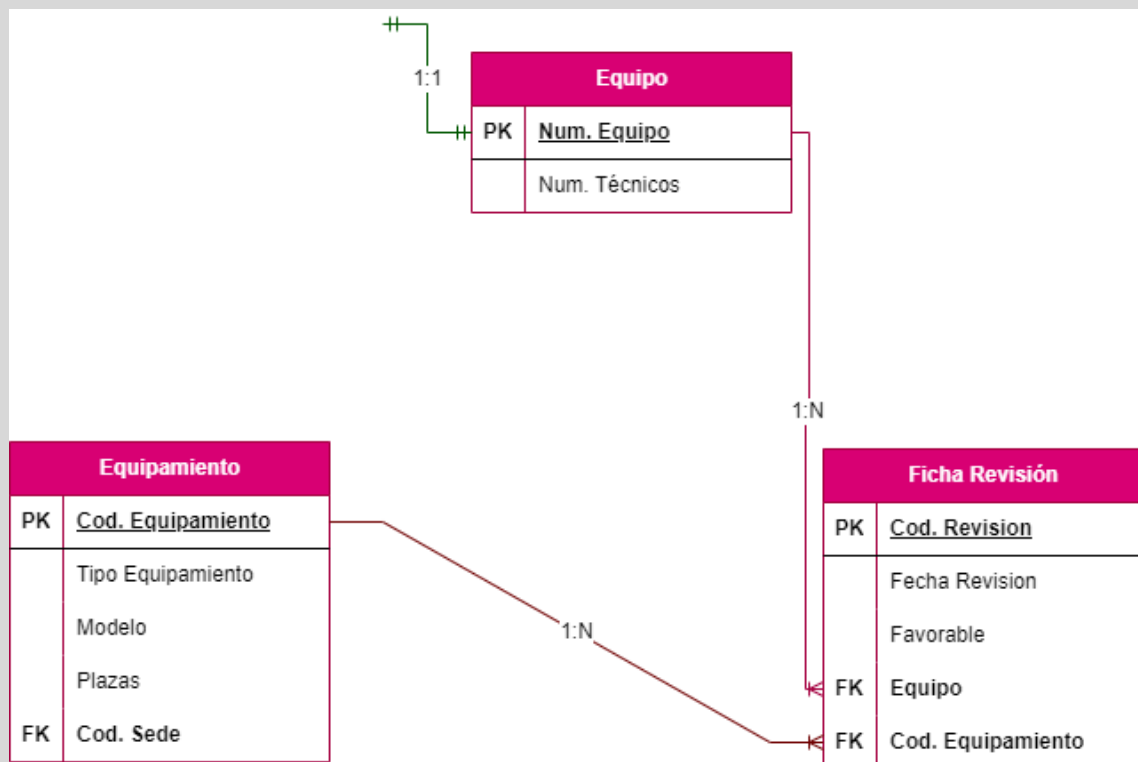 1:1
Equipo
PK Num. Equipo
Num. Técnicos
1:N
Equipamiento
PK Cod. Equipamiento
Tipo Equipamiento
Modelo
Plazas
FK Cod. Sede
1:N
Ficha Revisión
PK Cod. Revision
Fecha Revision
Favorable
FK Equipo
FK Cod. Equipamiento